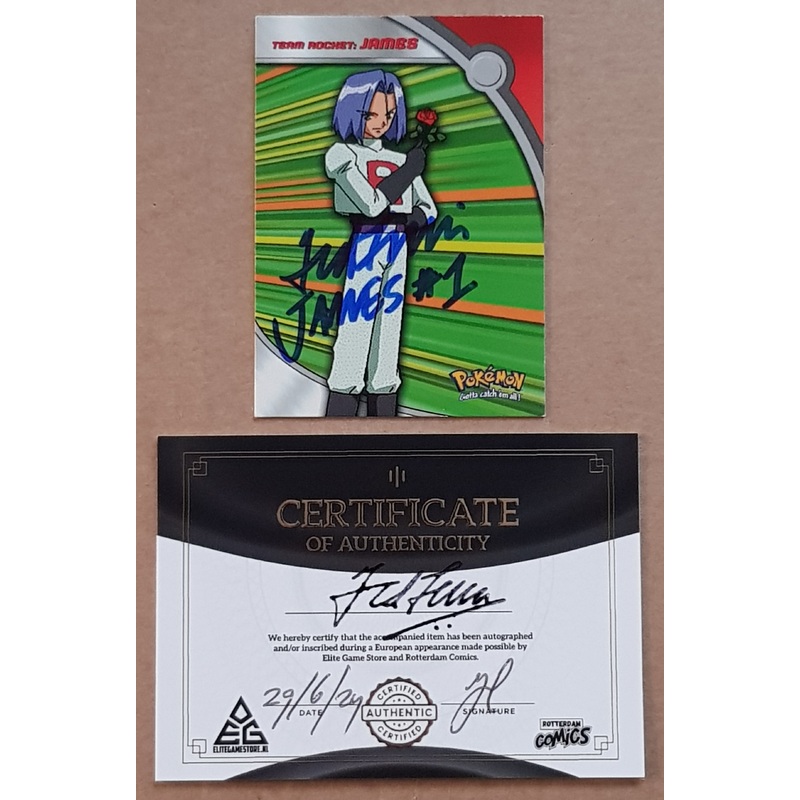 TEAM ROCKET: JAMES
R
JAMES #1
POKéMON
Gotta catch 'em all!
CERTIFICATE
OF AUTHENTICITY
We hereby certify that the accompanied item has been autographed
and/or inscribed during a European appearance made possible by
Elite Game Store and Rotterdam Comics.
29/6/24
DATE
CERTIFIED
AUTHENTIC
CERTIFIED
SIGNATURE
EG
ELITEGAMESTORE.NL
ROTTERDAM
COMICS